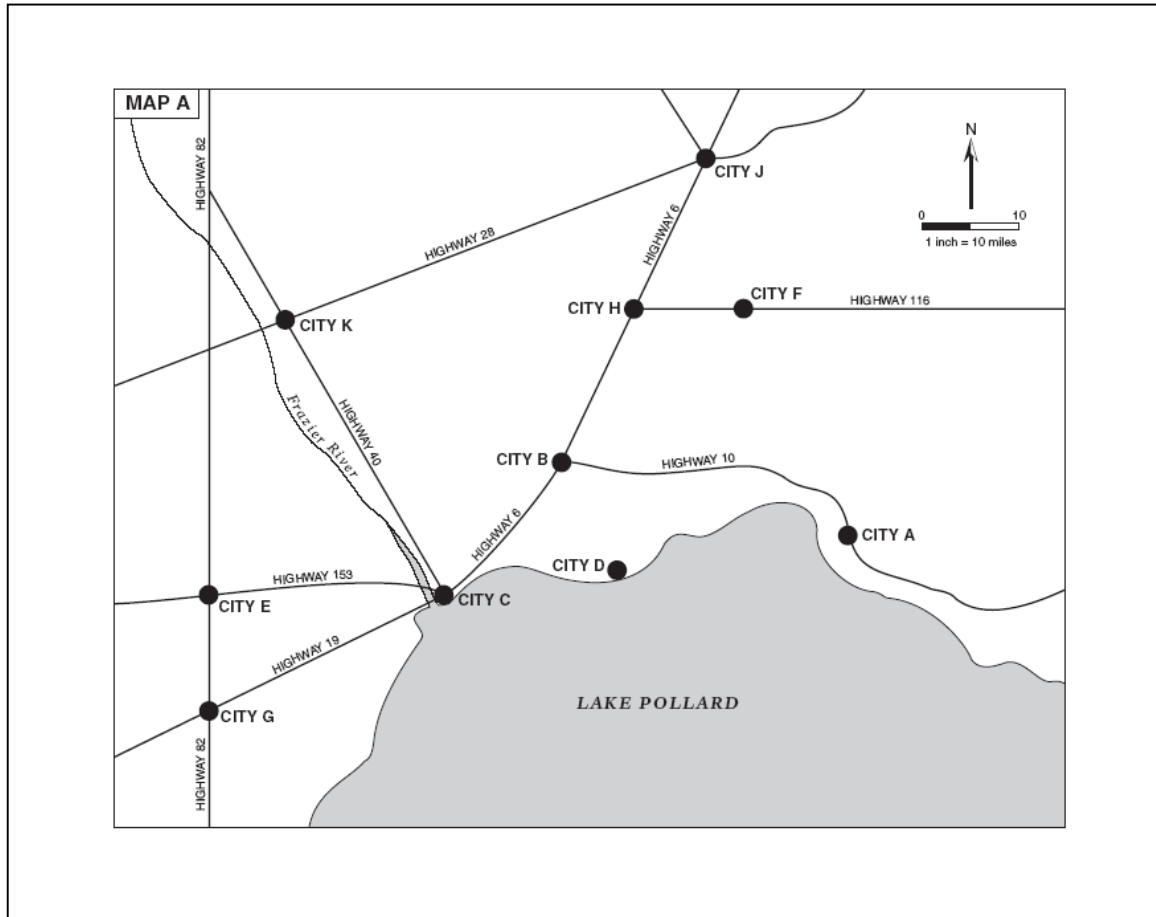 MAP A
N
HIGHWAY 82
CITY J
0 10
1 inch = 10 miles
HIGHWAY 6
HIGHWAY 28
CITY H
CITY F
HIGHWAY 116
CITY K
Frazier River
HIGHWAY 40
CITY B
HIGHWAY 10
HIGHWAY 6
CITY A
CITY D
HIGHWAY 153
CITY E
CITY C
HIGHWAY 19
LAKE POLLARD
CITY G
HIGHWAY 82